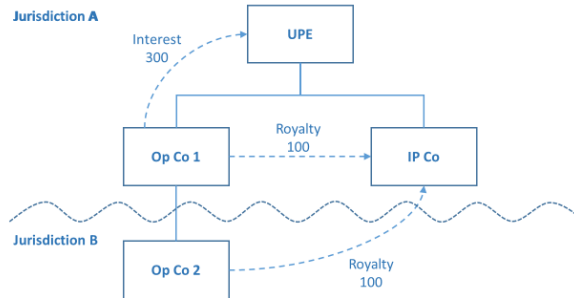 Jurisdiction A
UPE
Interest
300
Royalty
100
Op Co 1
IP Co
Jurisdiction B
Op Co 2
Royalty
100